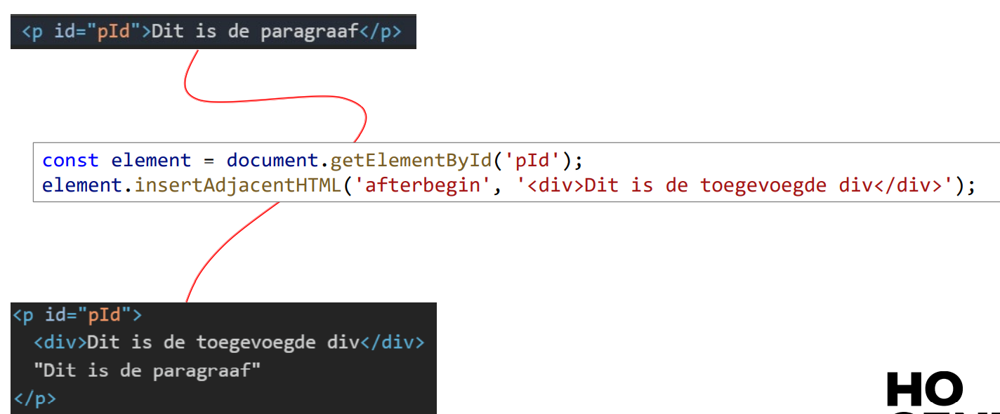 <p id="pId">Dit is de paragraaf</p>
const element = document.getElementById('pId');
element.insertAdjacentHTML('afterbegin', '<div>Dit is de toegevoegde div</div>');
<p id="pId">
<div>Dit is de toegevoegde div</div>
"Dit is de paragraaf"
</p>
HO